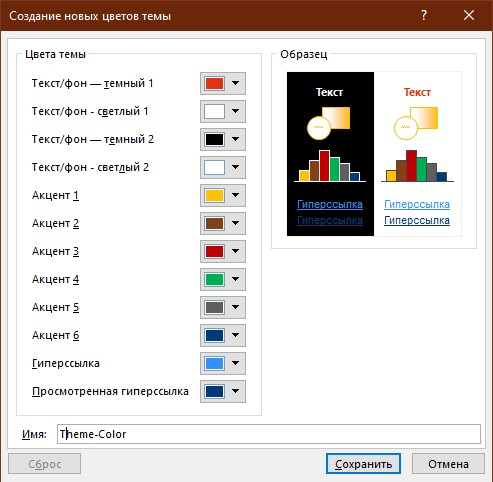 Создание новых цветов темы
?
Цвета темы
Текст/фон — темный 1
Текст/фон - светлый 1
Текст/фон — темный 2
Текст/фон - светлый 2
Акцент 1
Акцент 2
Акцент 3
Акцент 4
Акцент 5
Акцент 6
Гиперссылка
Просмотренная гиперссылка
Образец
Текст Текст
Гиперссылка Гиперссылка
Гиперссылка Гиперссылка
Имя: Theme-Color
Сброс Сохранить Отмена